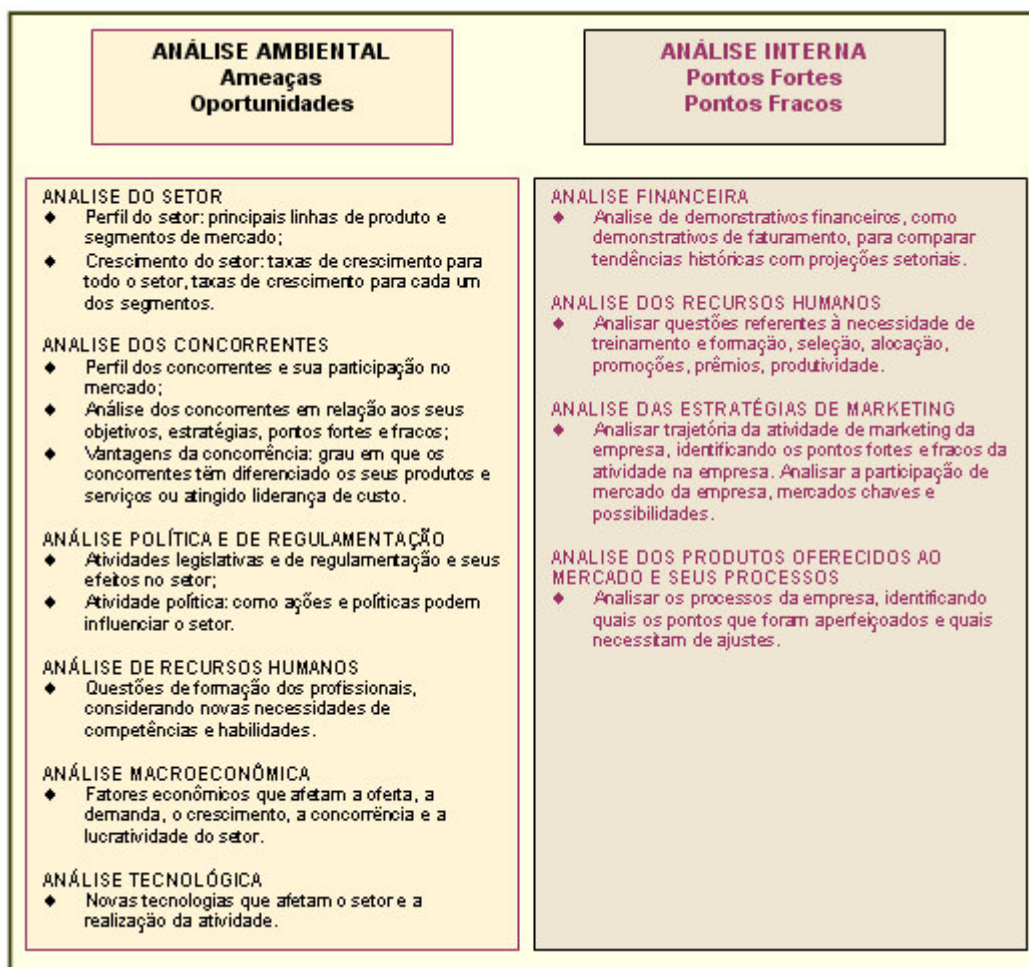 ANÁLISE AMBIENTAL
Ameaças
Oportunidades
ANALISE DO SETOR
♦ Perfil do setor: principais linhas de produto e
segmentos de mercado;
♦ Crescimento do setor: taxas de crescimento para
todo o setor, taxas de crescimento para cada um
dos segmentos.
ANALISE DOS CONCORRENTES
♦ Perfil dos concorrentes e sua participação no
mercado;
♦ Análise dos concorrentes em relação aos seus
objetivos, estratégias, pontos fortes e fracos;
♦ Vantagens da concorrência: grau em que os
concorrentes têm diferenciado os seus produtos e
serviços ou atingido liderança de custo.
ANÁLISE POLÍTICA E DE REGULAMENTAÇÃO
♦ Atividades legislativas e de regulamentação e seus
efeitos no setor;
♦ Atividade política: como ações e políticas podem
influenciar o setor.
ANÁLISE DE RECURSOS HUMANOS
♦ Questões de formação dos profissionais,
considerando novas necessidades de
competências e habilidades.
ANÁLISE MACROECONÔMICA
♦ Fatores econômicos que afetam a oferta, a
demanda, o crescimento, a concorrência e a
lucratividade do setor.
ANÁLISE TECNOLÓGICA
♦ Novas tecnologias que afetam o setor e a
realização da atividade.
ANÁLISE INTERNA
Pontos Fortes
Pontos Fracos
ANALISE FINANCEIRA
♦ Analise de demonstrativos financeiros, como
demonstrativos de faturamento, para comparar
tendências históricas com projeções setoriais.
ANALISE DOS RECURSOS HUMANOS
♦ Analisar questões referentes à necessidade de
treinamento e formação, seleção, alocação,
promoções, prêmios, produtividade.
ANALISE DAS ESTRATÉGIAS DE MARKETING
♦ Analisar trajetória da atividade de marketing da
empresa, identificando os pontos fortes e fracos da
atividade na empresa. Analisar a participação de
mercado da empresa, mercados chaves e
possibilidades.
ANALISE DOS PRODUTOS OFERECIDOS AO
MERCADO E SEUS PROCESSOS
♦ Analisar os processos da empresa, identificando
quais os pontos que foram aperfeiçoados e quais
necessitam de ajustes.